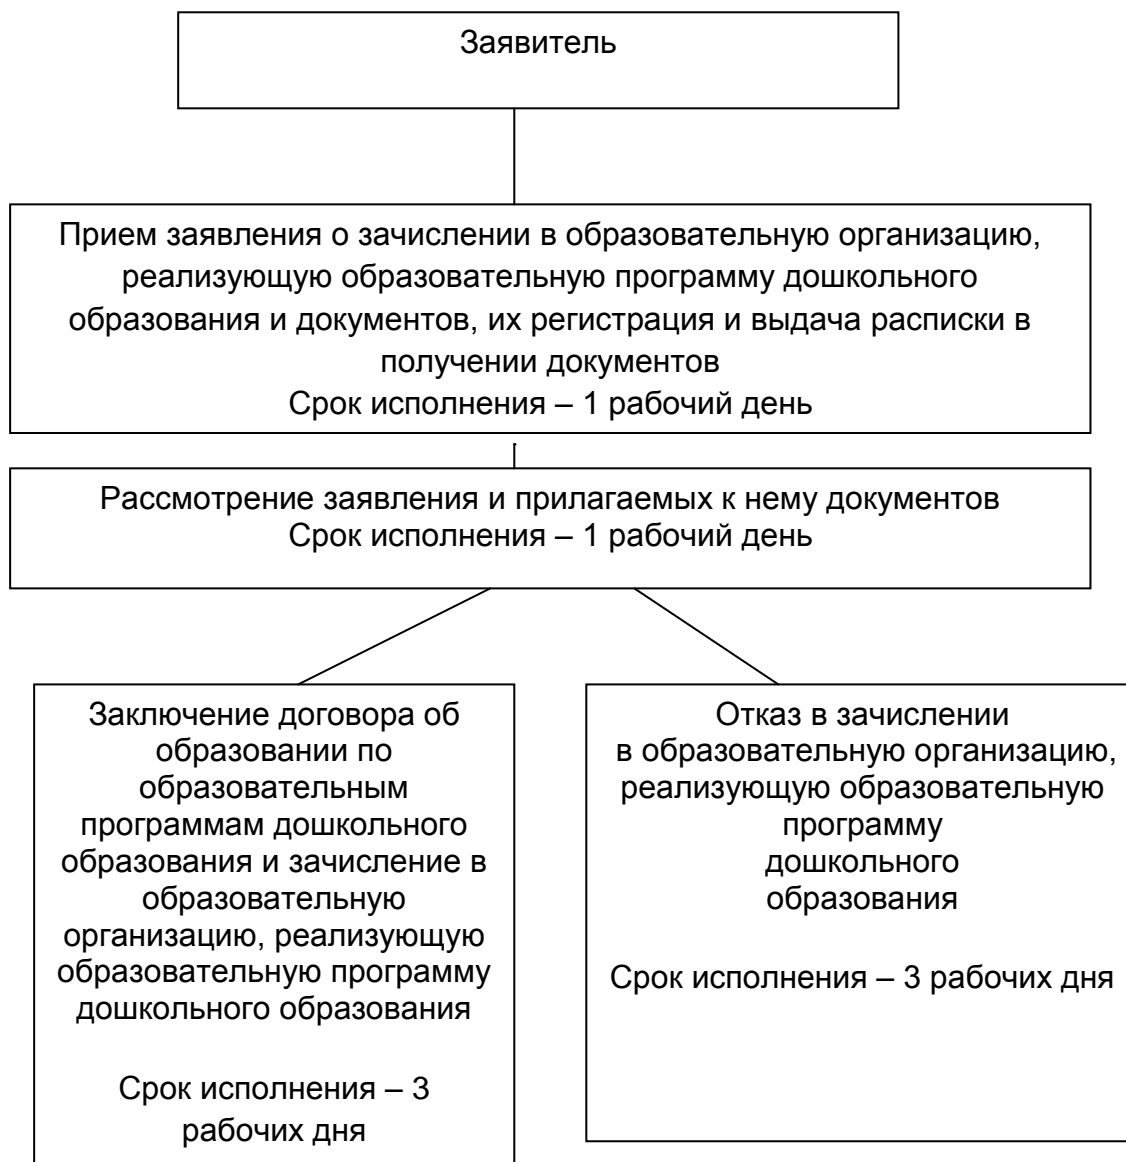 Заявитель
Прием заявления о зачислении в образовательную организацию,
реализующую образовательную программу дошкольного
образования и документов, их регистрация и выдача расписки в
получении документов
Срок исполнения – 1 рабочий день
Рассмотрение заявления и прилагаемых к нему документов
Срок исполнения – 1 рабочий день
Заключение договора об
образовании по
образовательным
программам дошкольного
образования и зачисление в
образовательную
организацию, реализующую
образовательную программу
дошкольного образования
Срок исполнения – 3
рабочих дня
Отказ в зачислении
в образовательную организацию,
реализующую образовательную
программу
дошкольного
образования
Срок исполнения – 3 рабочих дня